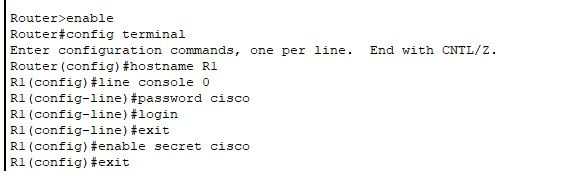 Router>enable
Router#config terminal
Enter configuration commands, one per line.  End with CNTL/Z.
Router(config)#hostname R1
R1(config)#line console 0
R1(config-line)#password cisco
R1(config-line)#login
R1(config-line)#exit
R1(config)#enable secret cisco
R1(config)#exit